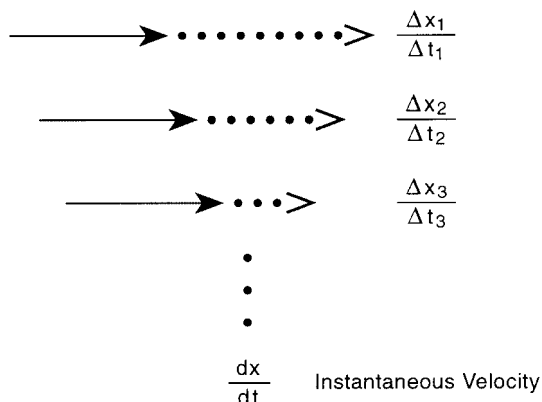 Δx₁
Δt₁
Δx₂
Δt₂
Δx₃
Δt₃
dx
dt
Instantaneous Velocity